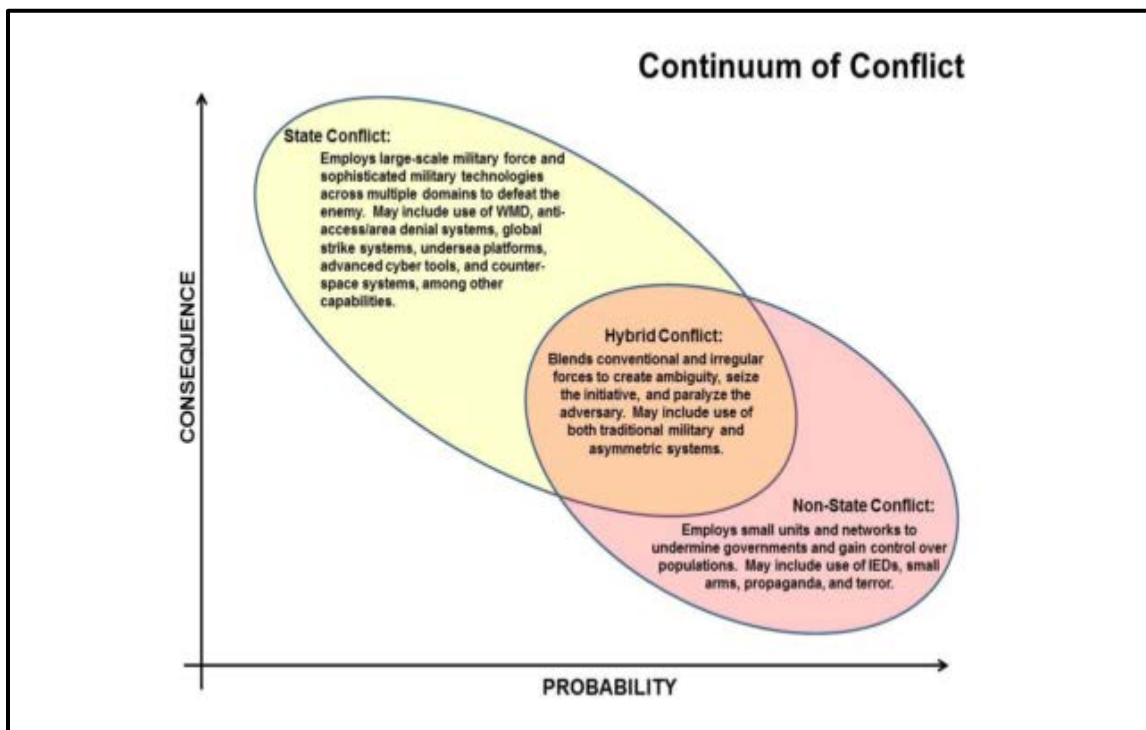 Continuum of Conflict
State Conflict:
Employs large-scale military force and
sophisticated military technologies
across multiple domains to defeat the
enemy. May include use of WMD, anti-
access/area denial systems, global
strike systems, undersea platforms,
advanced cyber tools, and counter-
space systems, among other
capabilities.
Hybrid Conflict:
Blends conventional and irregular
forces to create ambiguity, seize
the initiative, and paralyze the
adversary. May include use of
both traditional military and
asymmetric systems.
Non-State Conflict:
Employs small units and networks to
undermine governments and gain control over
populations. May include use of IEDs, small
arms, propaganda, and terror.
CONSEQUENCE
PROBABILITY